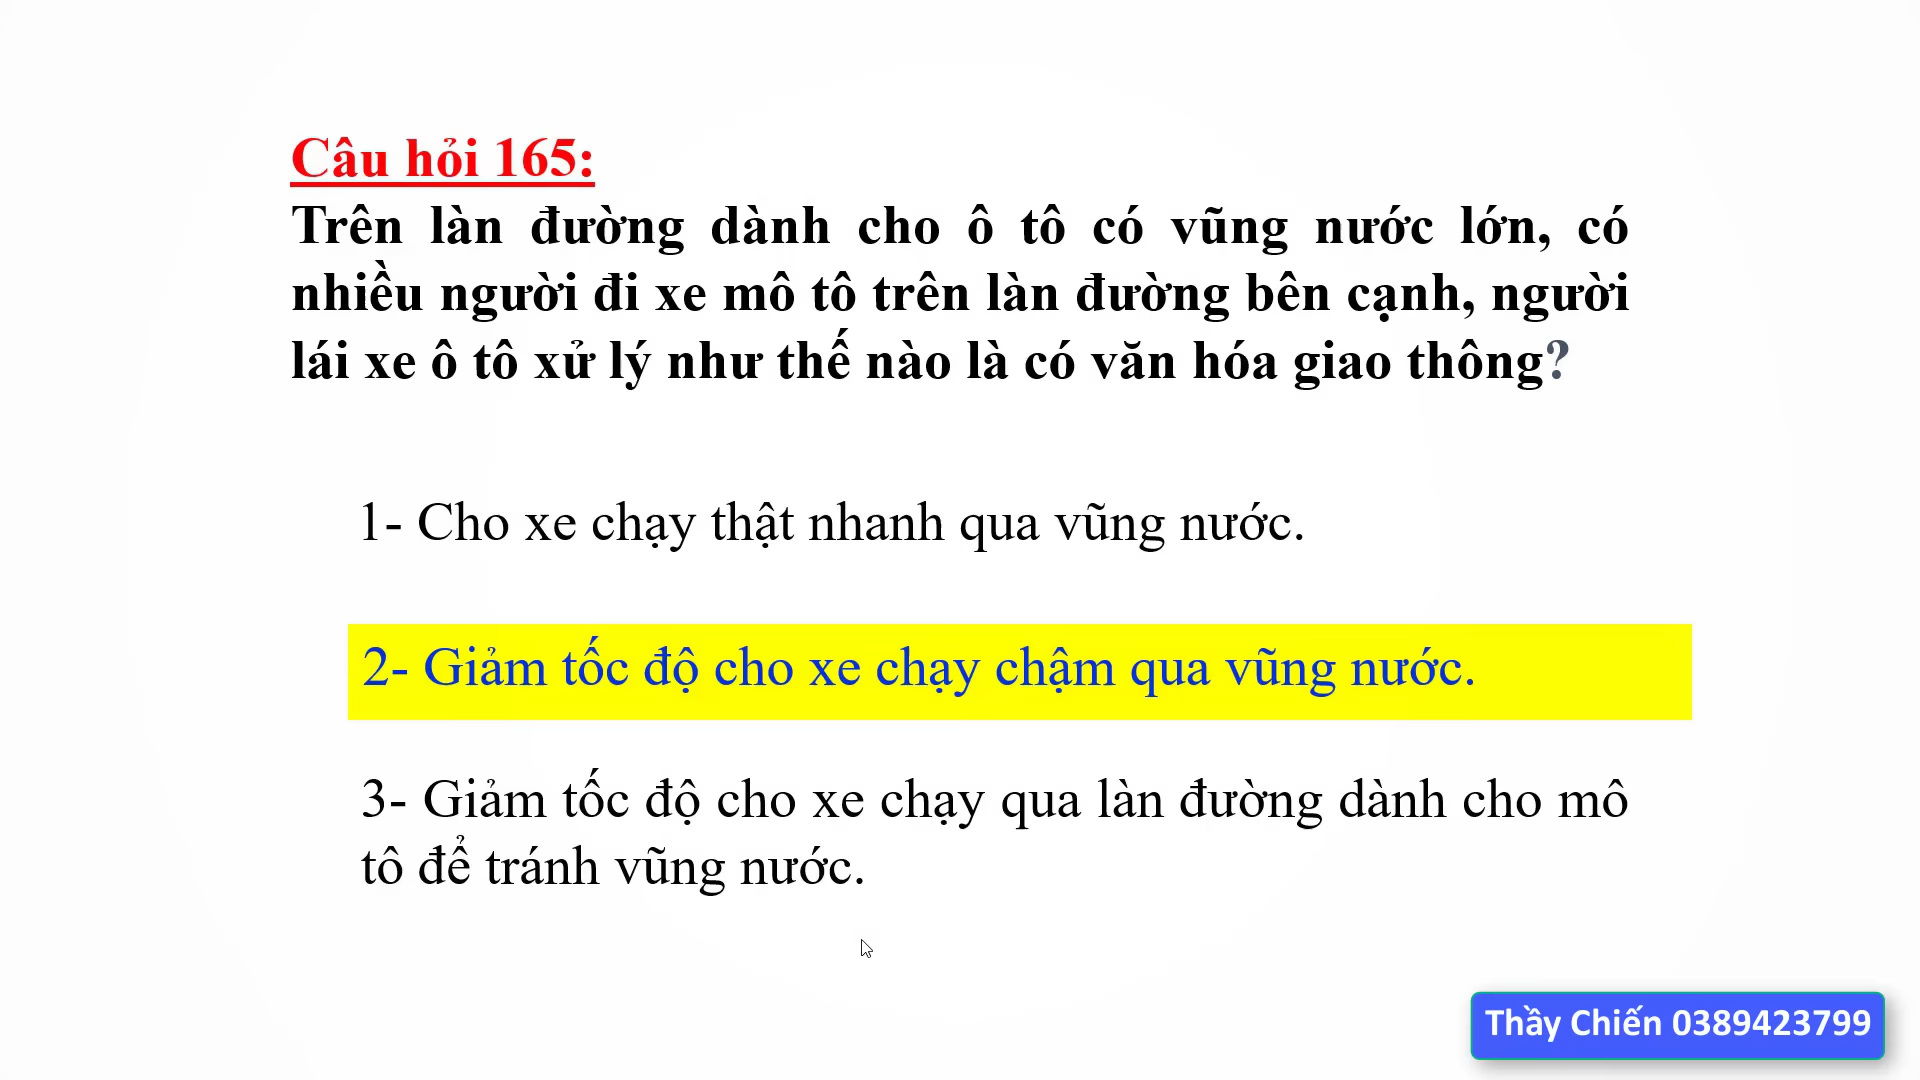 Câu hỏi 165:
Trên làn đường dành cho ô tô có vũng nước lớn, có
nhiều người đi xe mô tô trên làn đường bên cạnh, người
lái xe ô tô xử lý như thế nào là có văn hóa giao thông?
1- Cho xe chạy thật nhanh qua vũng nước.
2- Giảm tốc độ cho xe chạy chậm qua vũng nước.
3- Giảm tốc độ cho xe chạy qua làn đường dành cho mô
tô để tránh vũng nước.
Thầy Chiến 0389423799